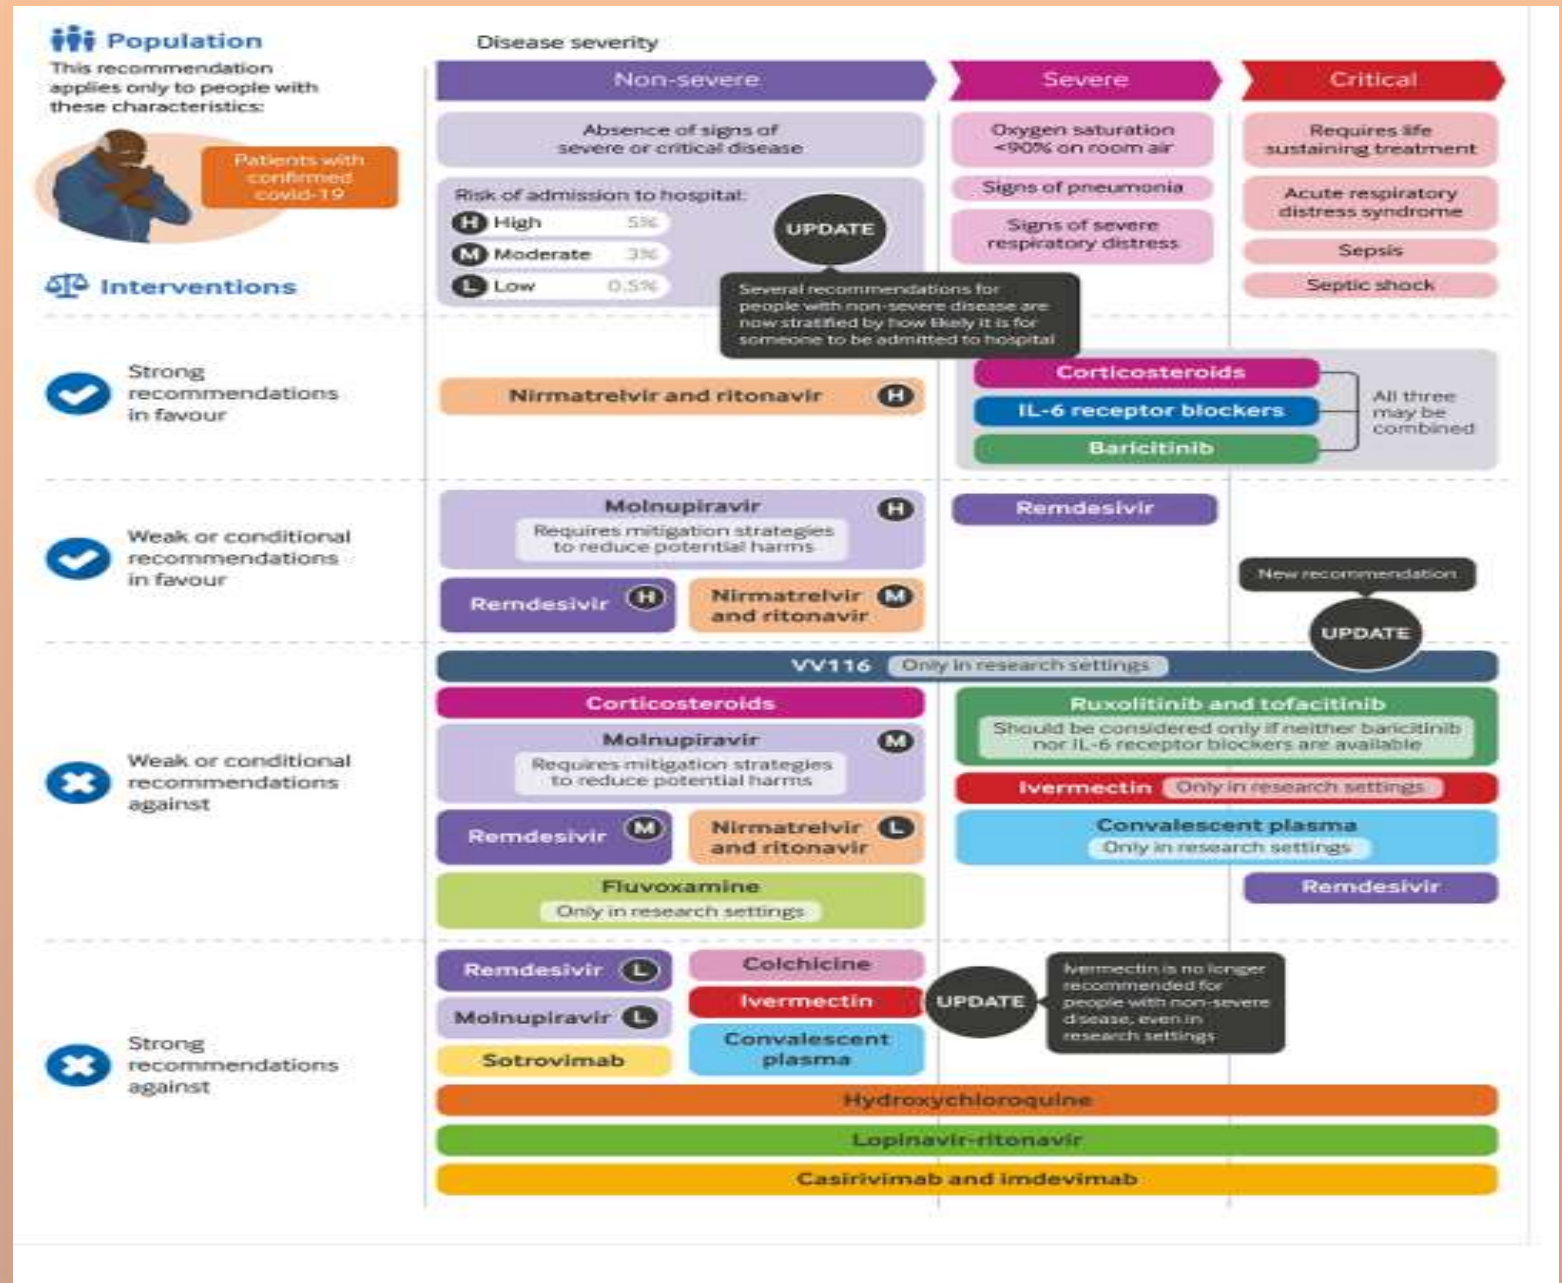 Population
This recommendation
applies only to people with
these characteristics:
Patients with
confirmed
covid-19
Disease severity
Non-severe
Severe
Critical
Absence of signs of
severe or critical disease
Oxygen saturation
<90% on room air
Requires life
sustaining treatment
Risk of admission to hospital:
H High 5%
M Moderate 3%
L Low 0.5%
UPDATE
Several recommendations for
people with non-severe disease are
now stratified by how likely it is for
someone to be admitted to hospital
Signs of pneumonia
Signs of severe
respiratory distress
Acute respiratory
distress syndrome
Sepsis
Septic shock
Interventions
Strong
recommendations
in favour
Nirmatrelvir and ritonavir H
Corticosteroids
IL-6 receptor blockers
Baricitinib
All three
may be
combined
Weak or conditional
recommendations
in favour
Molnupiravir H
Requires mitigation strategies
to reduce potential harms
Remdesivir H
Nirmatrelvir M
and ritonavir
Remdesivir
New recommendation
UPDATE
Weak or conditional
recommendations
against
VV116 Only in research settings
Corticosteroids
Molnupiravir M
Requires mitigation strategies
to reduce potential harms
Remdesivir M
Nirmatrelvir L
and ritonavir
Fluvoxamine
Only in research settings
Ruxolitinib and tofacitinib
Should be considered only if neither baricitinib
nor IL-6 receptor blockers are available
Ivermectin Only in research settings
Convalescent plasma
Only in research settings
Remdesivir
Strong
recommendations
against
Remdesivir L
Molnupiravir L
Sotrovimab
Colchicine
Ivermectin
Convalescent
plasma
UPDATE
Ivermectin is no longer
recommended for
people with non-severe
disease, even in
research settings
Hydroxychloroquine
Lopinavir-ritonavir
Casirivimab and imdevimab